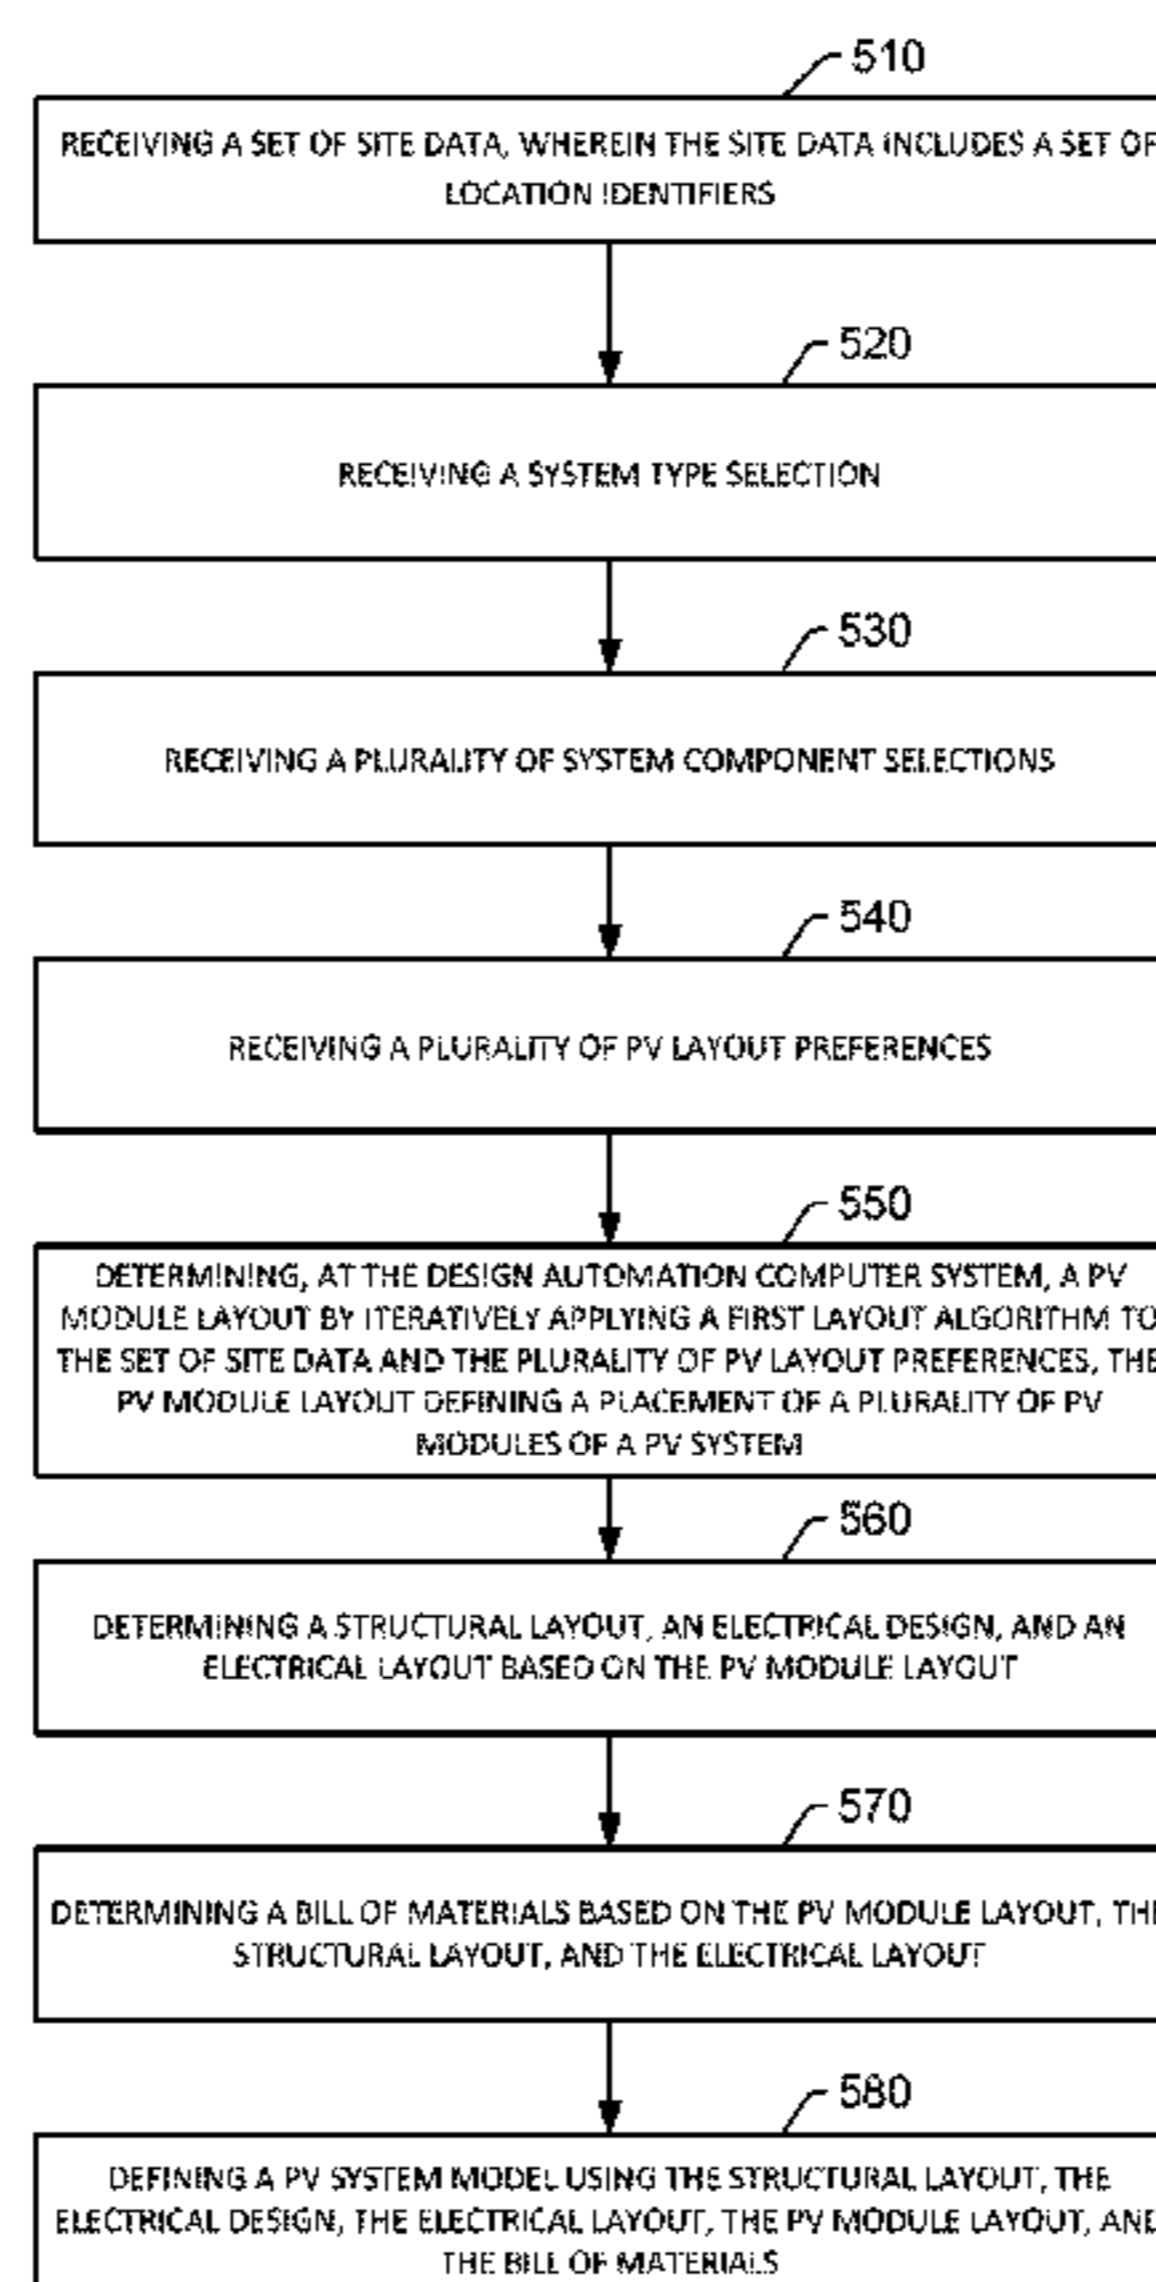 510
RECEIVING A SET OF SITE DATA, WHEREIN THE SITE DATA INCLUDES A SET OF
LOCATION IDENTIFIERS
520
RECEIVING A SYSTEM TYPE SELECTION
530
RECEIVING A PLURALITY OF SYSTEM COMPONENT SELECTIONS
540
RECEIVING A PLURALITY OF PV LAYOUT PREFERENCES
550
DETERMINING, AT THE DESIGN AUTOMATION COMPUTER SYSTEM, A PV
MODULE LAYOUT BY ITERATIVELY APPLYING A FIRST LAYOUT ALGORITHM TO
THE SET OF SITE DATA AND THE PLURALITY OF PV LAYOUT PREFERENCES, THE
PV MODULE LAYOUT DEFINING A PLACEMENT OF A PLURALITY OF PV
MODULES OF A PV SYSTEM
560
DETERMINING A STRUCTURAL LAYOUT, AN ELECTRICAL DESIGN, AND AN
ELECTRICAL LAYOUT BASED ON THE PV MODULE LAYOUT
570
DETERMINING A BILL OF MATERIALS BASED ON THE PV MODULE LAYOUT, THE
STRUCTURAL LAYOUT, AND THE ELECTRICAL LAYOUT
580
DEFINING A PV SYSTEM MODEL USING THE STRUCTURAL LAYOUT, THE
ELECTRICAL DESIGN, THE ELECTRICAL LAYOUT, THE PV MODULE LAYOUT, AND
THE BILL OF MATERIALS